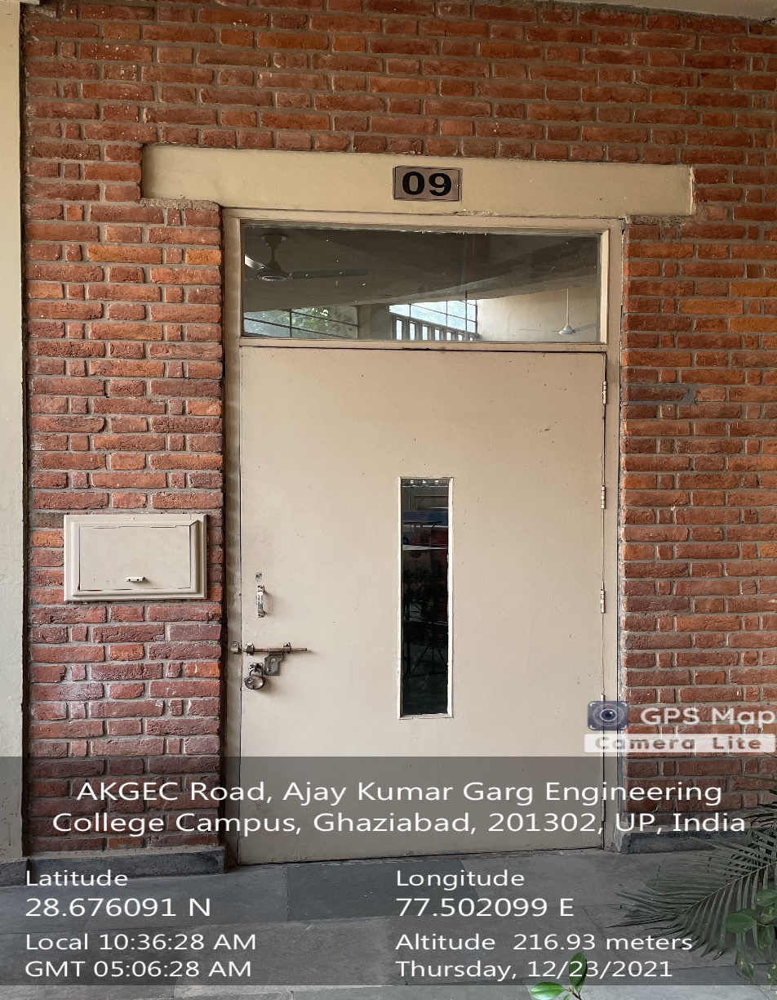 09
GPS Map
Camera Lite
AKGEC Road, Ajay Kumar Garg Engineering
College Campus, Ghaziabad, 201302, UP, India
Latitude
Longitude
28.676091 N
77.502099 E
Local 10:36:28 AM
Altitude 216.93 meters
GMT 05:06:28 AM
Thursday, 12/23/2021